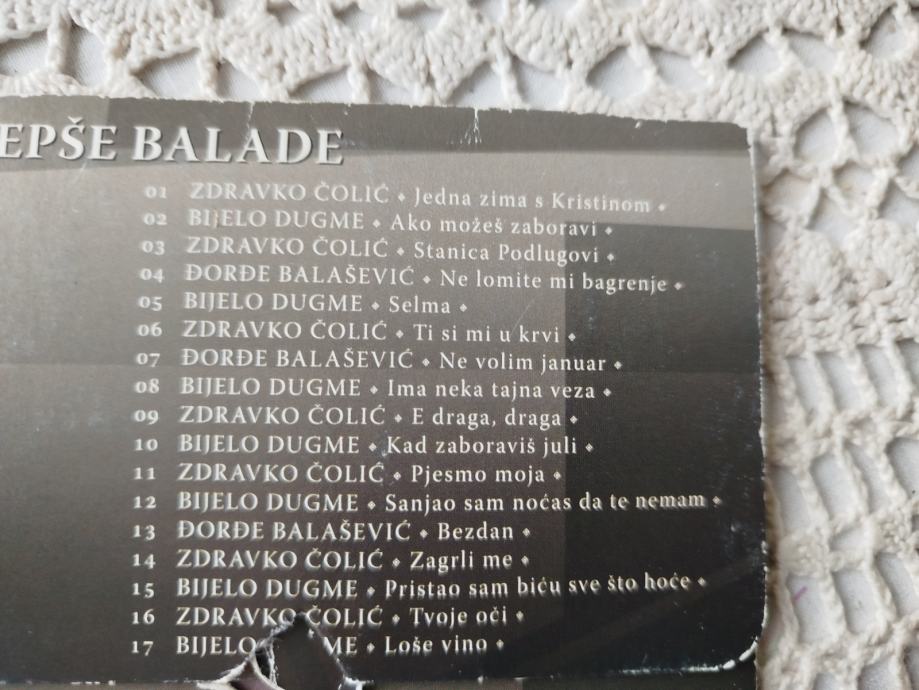 EPŠE BALADE
01 ZDRAVKO ČOLIĆ • Jedna zima s Kristinom •
02 BIJELO DUGME • Ako možeš zaboravi •
03 ZDRAVKO ČOLIĆ • Stanica Podlugovi •
04 ĐORĐE BALAŠEVIĆ • Ne lomite mi bagrenje •
05 BIJELO DUGME • Selma •
06 ZDRAVKO ČOLIĆ • Ti si mi u krvi •
07 ĐORĐE BALAŠEVIĆ • Ne volim januar •
08 BIJELO DUGME • Ima neka tajna veza •
09 ZDRAVKO ČOLIĆ • E draga, draga •
10 BIJELO DUGME • Kad zaboraviš juli •
11 ZDRAVKO ČOLIĆ • Pjesmo moja •
12 BIJELO DUGME • Sanjao sam noćas da te nemam •
13 ĐORĐE BALAŠEVIĆ • Bezdan •
14 ZDRAVKO ČOLIĆ • Zagrli me •
15 BIJELO DUGME • Pristao sam biću sve što hoće •
16 ZDRAVKO ČOLIĆ • Tvoje oči •
17 BIJELO ME • Loše vino •